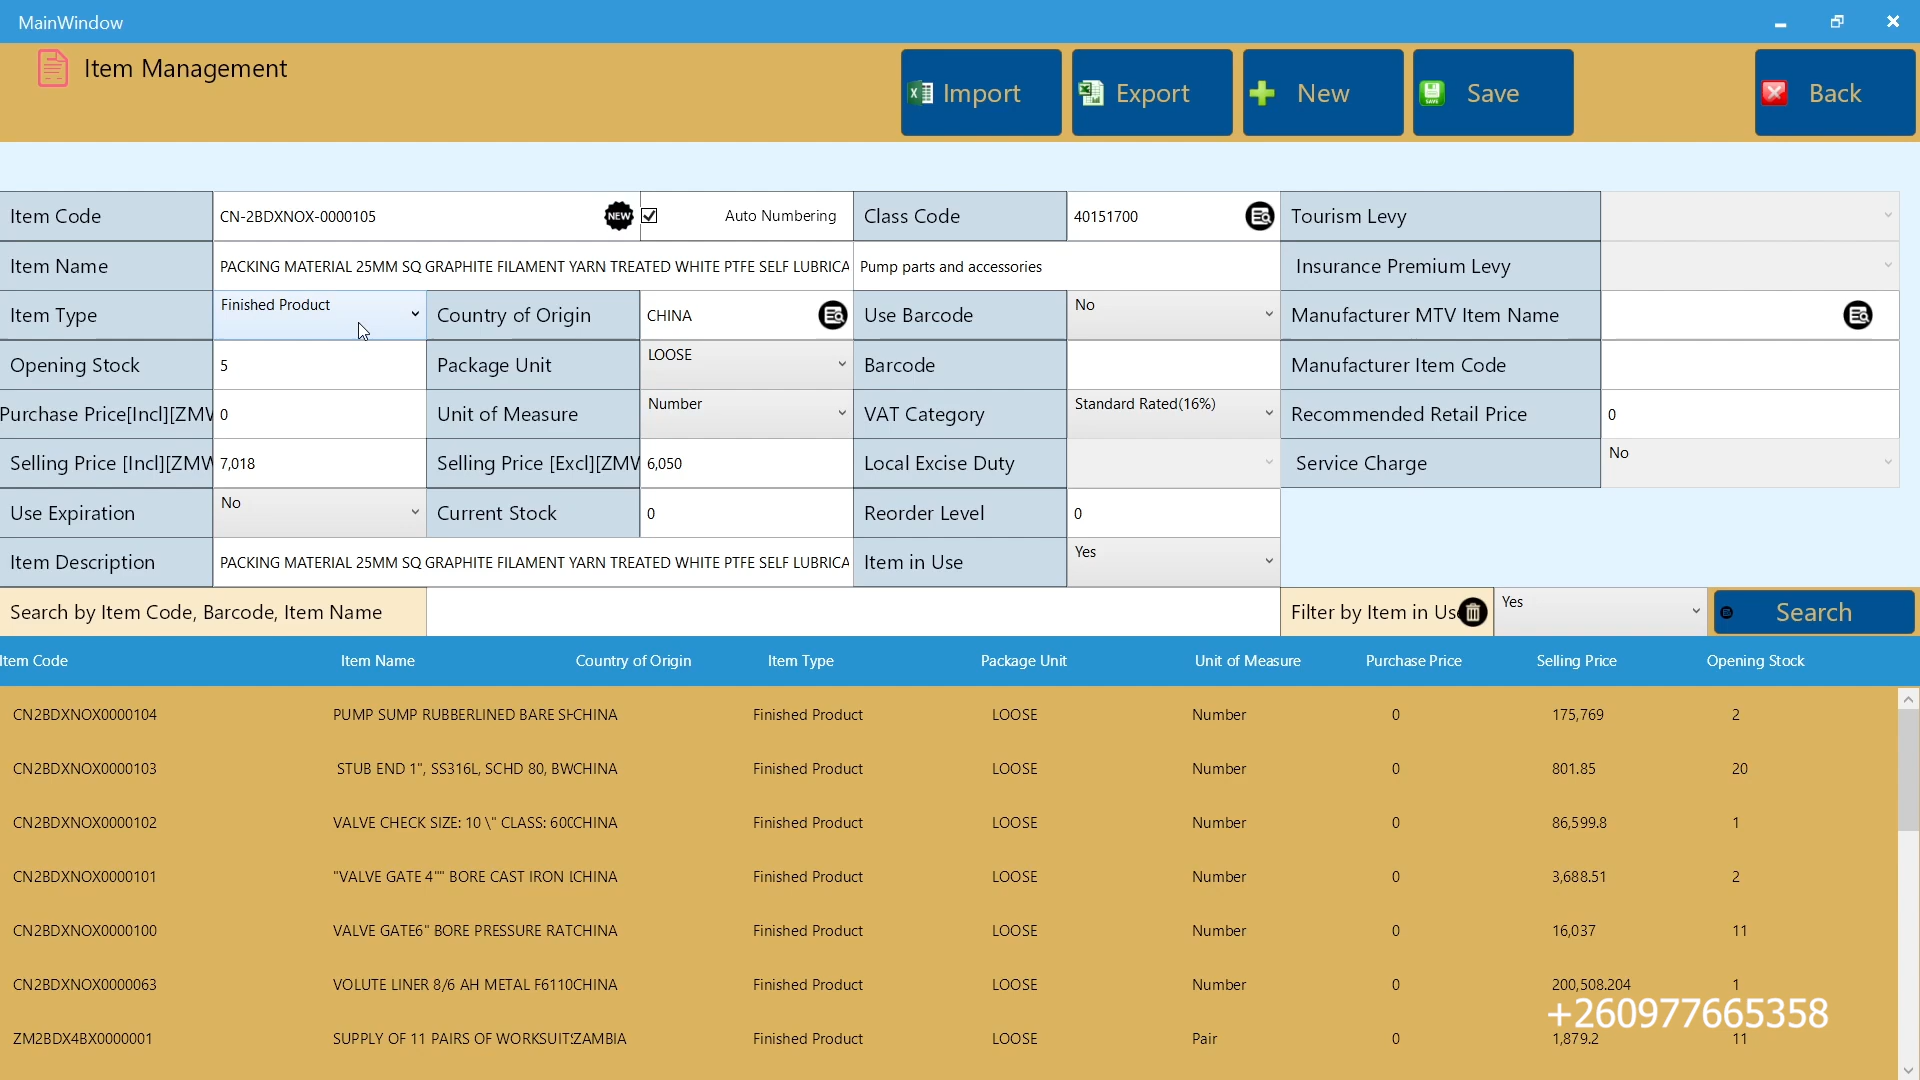 MainWindow
Item Management
Import
Export
New
Save
Back
Item Code
CN-2BDXNOX-0000105
NEW
Auto Numbering
Class Code
40151700
Tourism Levy
Item Name
PACKING MATERIAL 25MM SQ GRAPHITE FILAMENT YARN TREATED WHITE PTFE SELF LUBRICA
Pump parts and accessories
Insurance Premium Levy
Item Type
Finished Product
Country of Origin
CHINA
Use Barcode
No
Manufacturer MTV Item Name
Opening Stock
5
Package Unit
LOOSE
Barcode
Manufacturer Item Code
Purchase Price[Incl][ZMW
0
Unit of Measure
Number
VAT Category
Standard Rated(16%)
Recommended Retail Price
0
Selling Price [Incl][ZMW
7,018
Selling Price [Excl][ZMW
6,050
Local Excise Duty
Service Charge
No
Use Expiration
No
Current Stock
0
Reorder Level
0
Item Description
PACKING MATERIAL 25MM SQ GRAPHITE FILAMENT YARN TREATED WHITE PTFE SELF LUBRICA
Item in Use
Yes
Search by Item Code, Barcode, Item Name
Filter by Item in Use
Yes
Search
Item Code Item Name Country of Origin Item Type Package Unit Unit of Measure Purchase Price Selling Price Opening Stock
CN2BDXNOX0000104 PUMP SUMP RUBBERLINED BARE SHCHINA Finished Product LOOSE Number 0 175,769 2
CN2BDXNOX0000103 STUB END 1", SS316L, SCHD 80, BWCHINA Finished Product LOOSE Number 0 801.85 20
CN2BDXNOX0000102 VALVE CHECK SIZE: 10 \" CLASS: 600CHINA Finished Product LOOSE Number 0 86,599.8 1
CN2BDXNOX0000101 "VALVE GATE 4"" BORE CAST IRON CHINA Finished Product LOOSE Number 0 3,688.51 2
CN2BDXNOX0000100 VALVE GATE6" BORE PRESSURE RATCHINA Finished Product LOOSE Number 0 16,037 11
CN2BDXNOX0000063 VOLUTE LINER 8/6 AH METAL F6110CHINA Finished Product LOOSE Number 0 200,508.204 1
+260977665358
ZM2BDX4BX0000001 SUPPLY OF 11 PAIRS OF WORKSUITSZAMBIA Finished Product LOOSE Pair 0 1,879.2 11